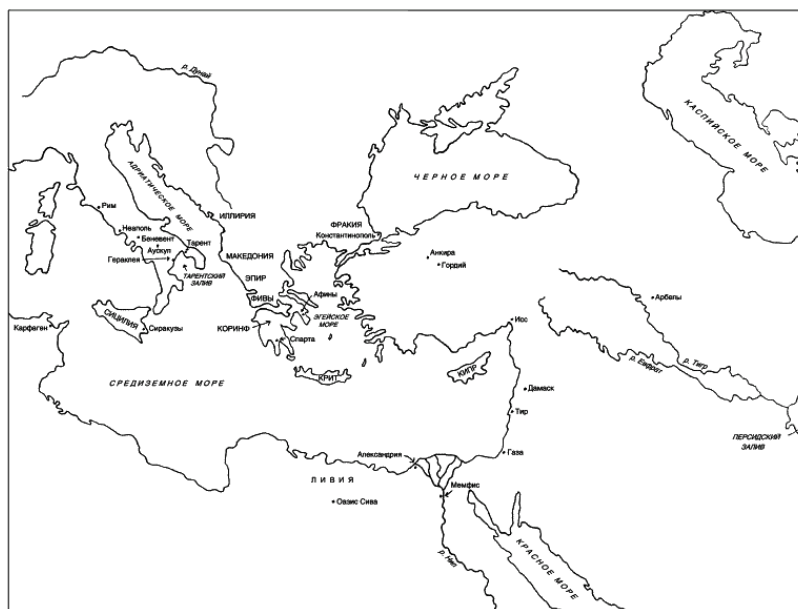 р. Дунай
КАСПИЙСКОЕ МОРЕ
АДРИАТИЧЕСКОЕ МОРЕ
ЧЕРНОЕ МОРЕ
Рим
ИЛЛИРИЯ
Неаполь
Беневент
Аускул
Тарент
Гераклея
ТАРЕНТСКИЙ
ЗАЛИВ
ФРАКИЯ
Константинополь
МАКЕДОНИЯ
Анкира
Гордий
ЭПИР
ФИВЫ
Афины
Арбелы
СИЦИЛИЯ
Сиракузы
Карфаген
КОРИНФ
ЭГЕЙСКОЕ
МОРЕ
Спарта
Исс
р. Тигр
р. Евфрат
СРЕДИЗЕМНОЕ МОРЕ
КРИТ
КИПР
Дамаск
Тир
ПЕРСИДСКИЙ
ЗАЛИВ
Александрия
Газа
ЛИВИЯ
Мемфис
Оазис Сива
р. Нил
КРАСНОЕ МОРЕ